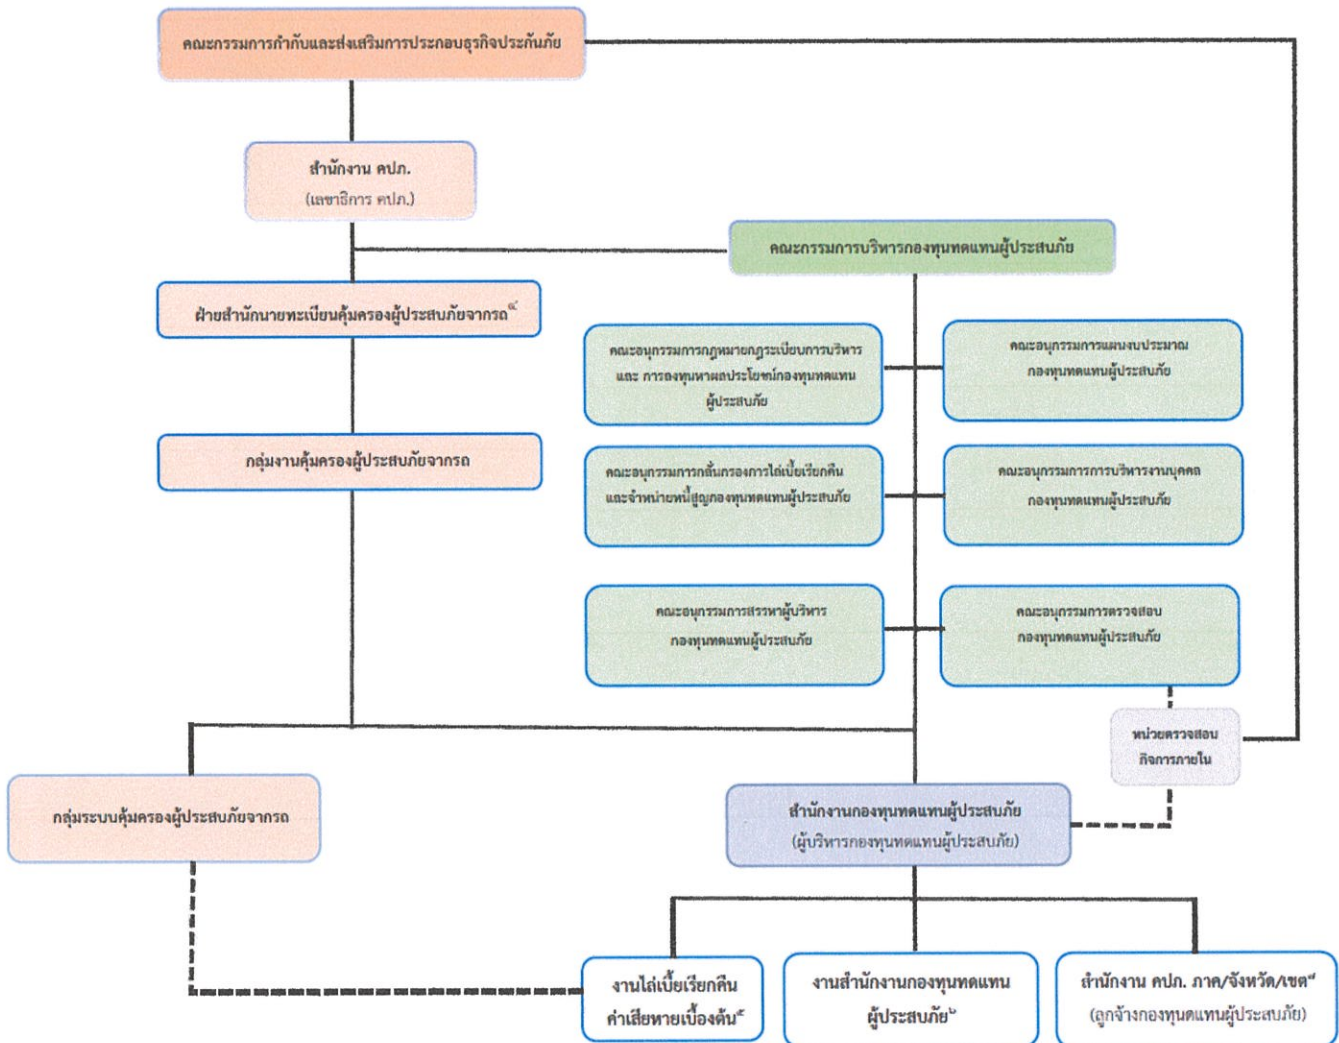 คณะกรรมการกำกับและส่งเสริมการประกอบธุรกิจประกันภัย
สำนักงาน คปภ.
(เลขาธิการ คปภ.)
คณะกรรมการบริหารกองทุนทดแทนผู้ประสบภัย
ฝ่ายสำนักนายทะเบียนคุ้มครองผู้ประสบภัยจากรถ๔
คณะอนุกรรมการกฎหมายกฎระเบียบการบริหาร
และ การลงทุนหาผลประโยชน์กองทุนทดแทน
ผู้ประสบภัย
คณะอนุกรรมการแผนงบประมาณ
กองทุนทดแทนผู้ประสบภัย
กลุ่มงานคุ้มครองผู้ประสบภัยจากรถ
คณะอนุกรรมการกลั่นกรองการไล่เบี้ยเรียกคืน
และจำหน่ายหนี้สูญกองทุนทดแทนผู้ประสบภัย
คณะอนุกรรมการการบริหารงานบุคคล
กองทุนทดแทนผู้ประสบภัย
คณะอนุกรรมการสรรหาผู้บริหาร
กองทุนทดแทนผู้ประสบภัย
คณะอนุกรรมการตรวจสอบ
กองทุนทดแทนผู้ประสบภัย
หน่วยตรวจสอบ
กิจการภายใน
กลุ่มระบบคุ้มครองผู้ประสบภัยจากรถ
สำนักงานกองทุนทดแทนผู้ประสบภัย
(ผู้บริหารกองทุนทดแทนผู้ประสบภัย)
งานไล่เบี้ยเรียกคืน
ค่าเสียหายเบื้องต้น๕
งานสำนักงานกองทุนทดแทน
ผู้ประสบภัย๖
สำนักงาน คปภ. ภาค/จังหวัด/เขต๗
(ลูกจ้างกองทุนดแทนผู้ประสบภัย)